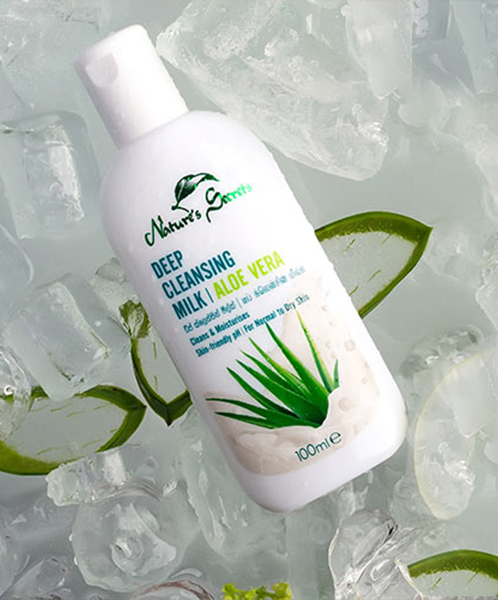 Nature's Secrets
DEEP
CLEANSING
MILK | ALOE VERA
ඩීප් ක්ලෙන්සින් මිල්ක් | டீப் க்ளென்சிங் மில்க்
Cleans & Moisturises
Skin-friendly pH | For Normal to Dry Skin
100ml e